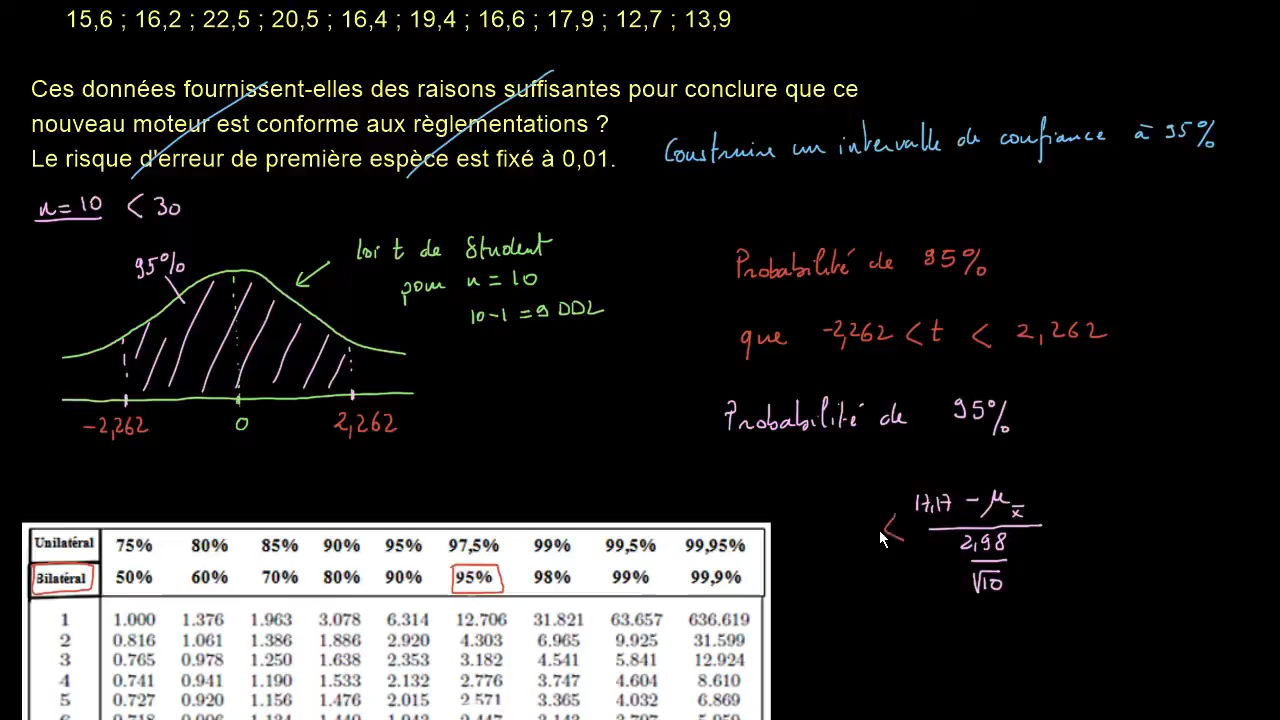 15,6 ; 16,2 ; 22,5 ; 20,5 ; 16,4 ; 19,4 ; 16,6 ; 17,9 ; 12,7 ; 13,9
Ces données fournissent-elles des raisons suffisantes pour conclure que ce
nouveau moteur est conforme aux règlementations ?
Le risque d'erreur de première espèce est fixé à 0,01.
Construire un intervalle de confiance à 95%
n=10 < 30
95%
loi t de Student
pour n = 10
10-1 = 9 DDL
-2,262
0
2,262
Probabilité de 95%
que -2,262 < t < 2,262
Probabilité de 95%
< 17,17 - μx̄
2,98
√10
Unilatéral 75% 80% 85% 90% 95% 97,5% 99% 99,5% 99,95%
Bilatéral 50% 60% 70% 80% 90% 95% 98% 99% 99,9%
1 1.000 1.376 1.963 3.078 6.314 12.706 31.821 63.657 636.619
2 0.816 1.061 1.386 1.886 2.920 4.303 6.965 9.925 31.599
3 0.765 0.978 1.250 1.638 2.353 3.182 4.541 5.841 12.924
4 0.741 0.941 1.190 1.533 2.132 2.776 3.747 4.604 8.610
5 0.727 0.920 1.156 1.476 2.015 2.571 3.365 4.032 6.869